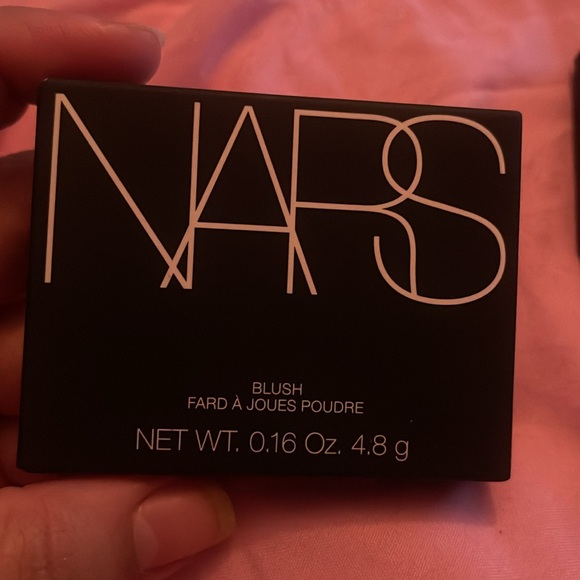 NARS
BLUSH
FARD À JOUES POUDRE
NET WT. 0.16 Oz. 4.8 g